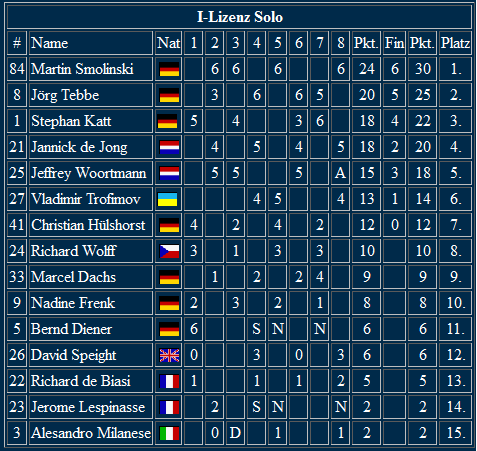 I-Lizenz Solo
# Name Nat 1 2 3 4 5 6 7 8 Pkt. Fin Pkt. Platz
84 Martin Smolinski 6 6 6 6 24 6 30 1.
8 Jörg Tebbe 3 6 6 5 20 5 25 2.
1 Stephan Katt 5 4 3 6 18 4 22 3.
21 Jannick de Jong 4 5 4 5 18 2 20 4.
25 Jeffrey Woortmann 5 5 5 A 15 3 18 5.
27 Vladimir Trofimov 4 5 4 13 1 14 6.
41 Christian Hülshorst 4 2 4 2 12 0 12 7.
24 Richard Wolff 3 1 3 3 10 10 8.
33 Marcel Dachs 1 2 2 4 9 9 9.
9 Nadine Frenk 2 3 2 1 8 8 10.
5 Bernd Diener 6 S N N 6 6 11.
26 David Speight 0 3 0 3 6 6 12.
22 Richard de Biasi 1 1 1 2 5 5 13.
23 Jerome Lespinasse 2 S N N 2 2 14.
3 Alesandro Milanese 0 D 1 1 2 2 15.